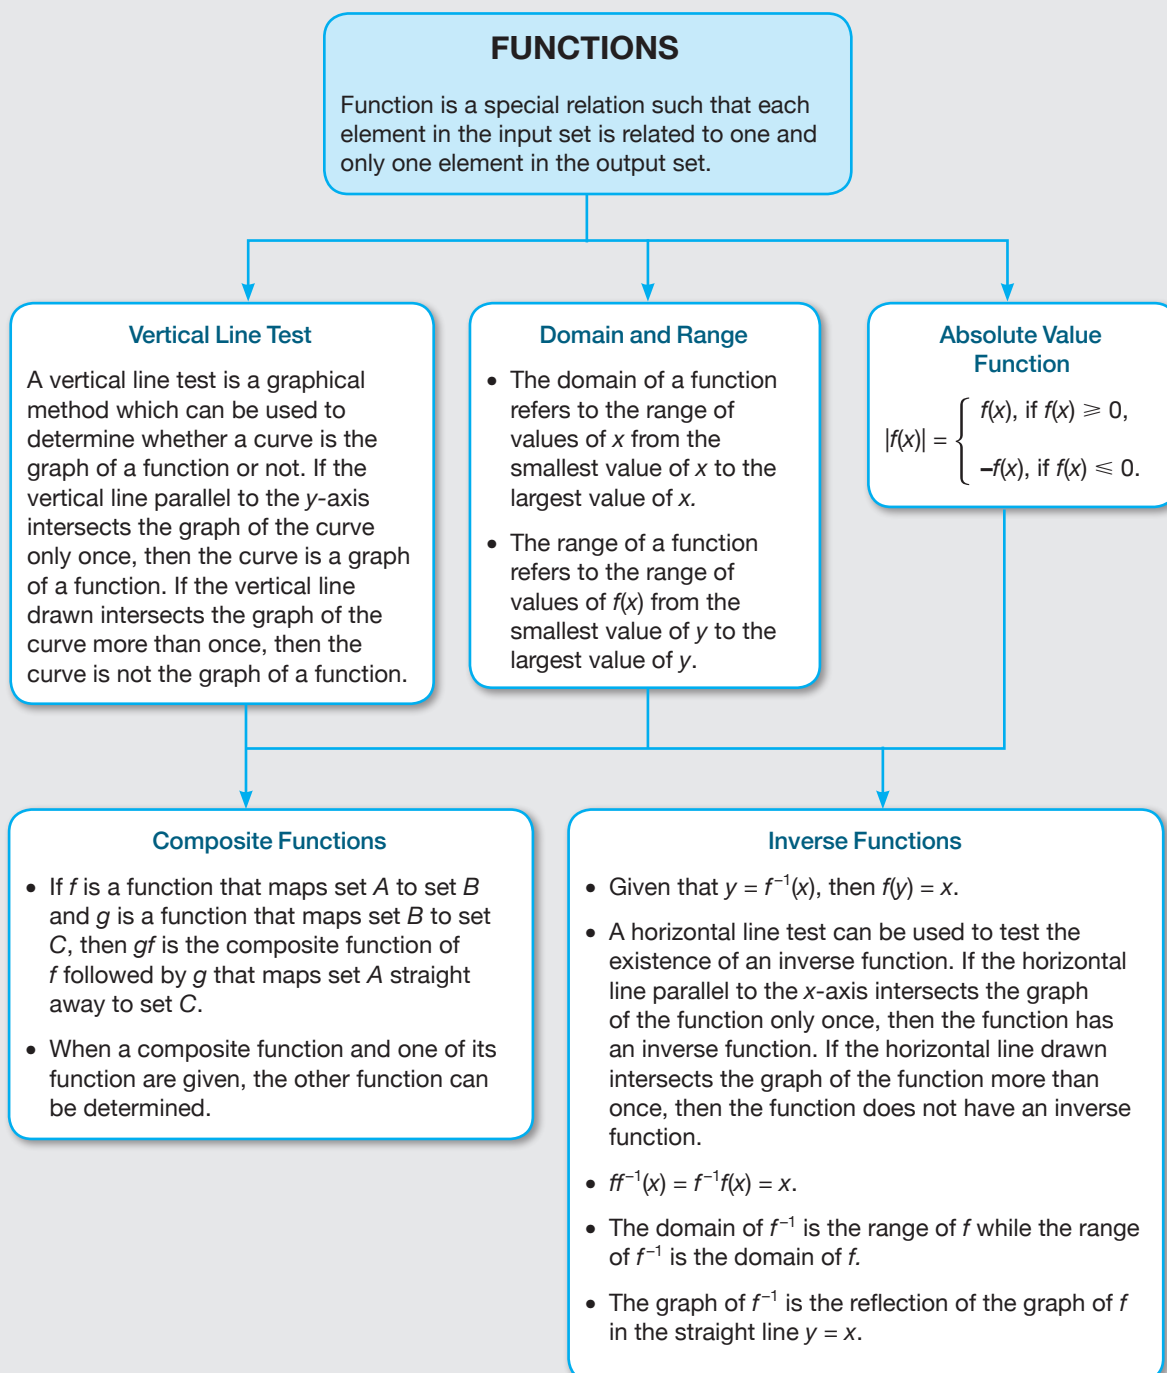 FUNCTIONS
Function is a special relation such that each
element in the input set is related to one and
only one element in the output set.
Vertical Line Test
A vertical line test is a graphical
method which can be used to
determine whether a curve is the
graph of a function or not. If the
vertical line parallel to the y-axis
intersects the graph of the curve
only once, then the curve is a graph
of a function. If the vertical line
drawn intersects the graph of the
curve more than once, then the
curve is not the graph of a function.
Domain and Range
• The domain of a function
refers to the range of
values of x from the
smallest value of x to the
largest value of x.
• The range of a function
refers to the range of
values of f(x) from the
smallest value of y to the
largest value of y.
Absolute Value
Function
|f(x)| = { f(x), if f(x) ⩾ 0,
–f(x), if f(x) ⩽ 0.
Composite Functions
• If f is a function that maps set A to set B
and g is a function that maps set B to set
C, then gf is the composite function of
f followed by g that maps set A straight
away to set C.
• When a composite function and one of its
function are given, the other function can
be determined.
Inverse Functions
• Given that y = f⁻¹(x), then f(y) = x.
• A horizontal line test can be used to test the
existence of an inverse function. If the horizontal
line parallel to the x-axis intersects the graph
of the function only once, then the function has
an inverse function. If the horizontal line drawn
intersects the graph of the function more than
once, then the function does not have an inverse
function.
• ff⁻¹(x) = f⁻¹f(x) = x.
• The domain of f⁻¹ is the range of f while the range
of f⁻¹ is the domain of f.
• The graph of f⁻¹ is the reflection of the graph of f
in the straight line y = x.